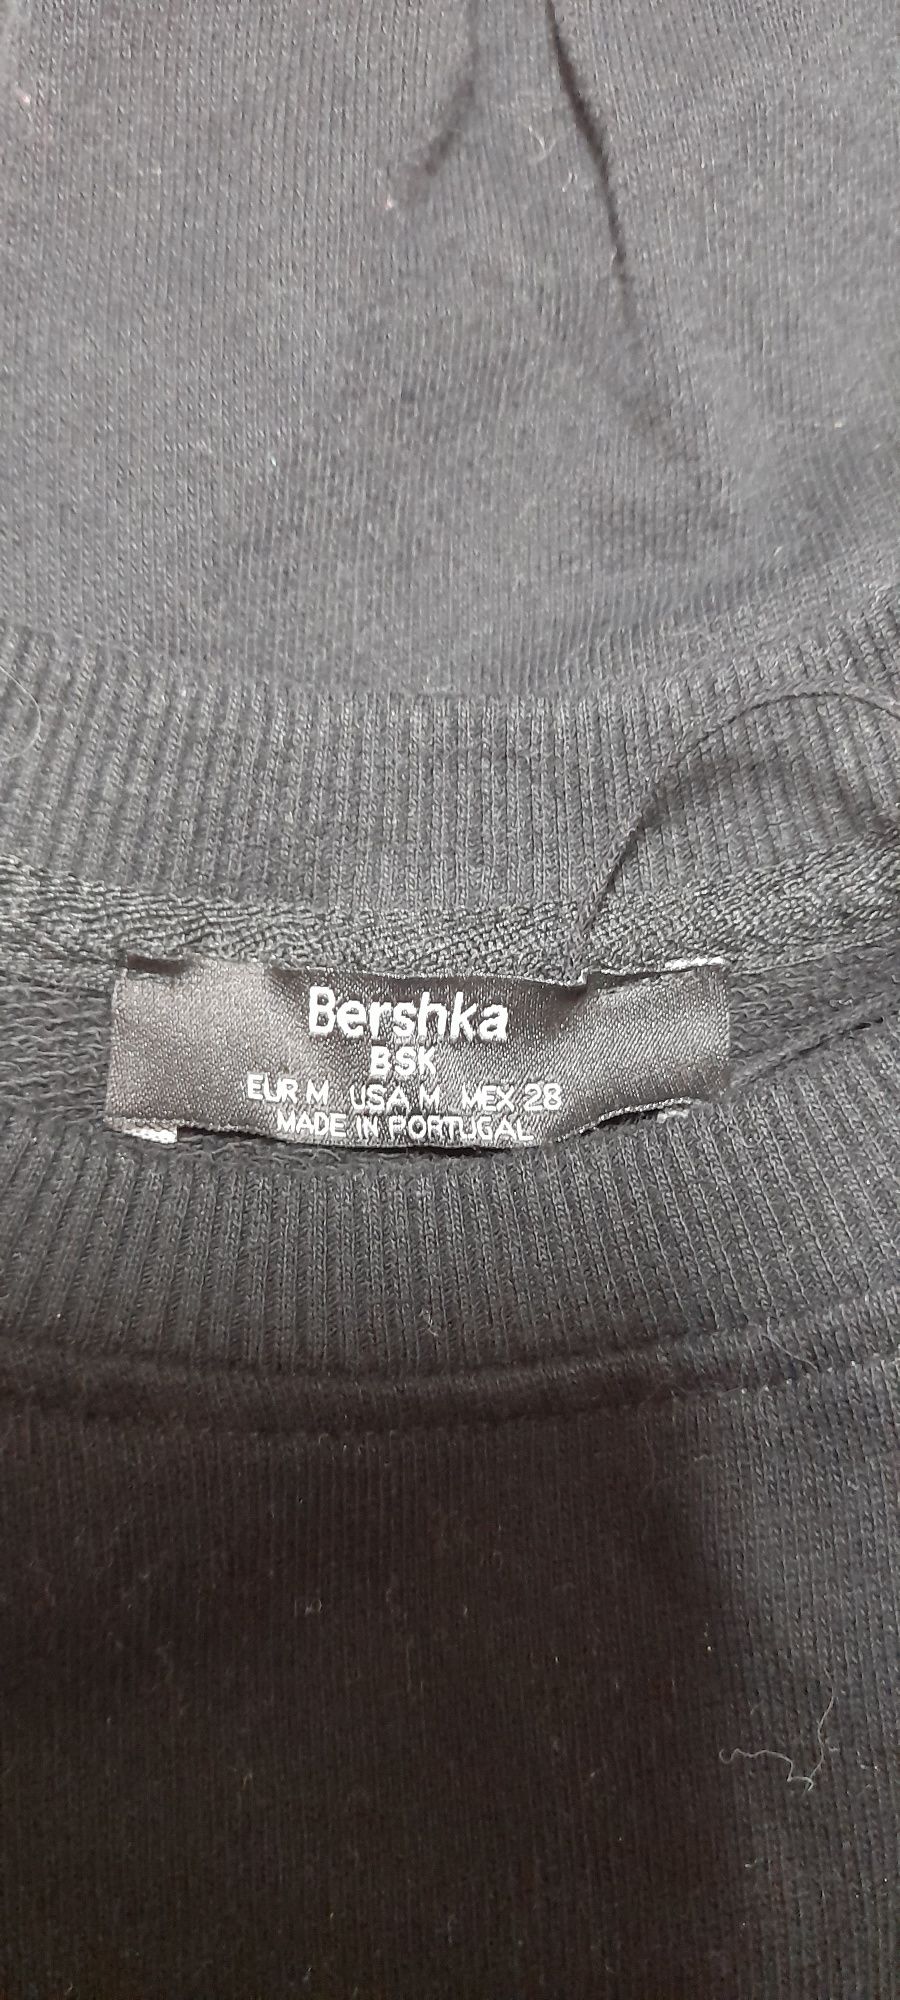 Bershka
BSK
EUR M USA M MEX 28
MADE IN PORTUGAL